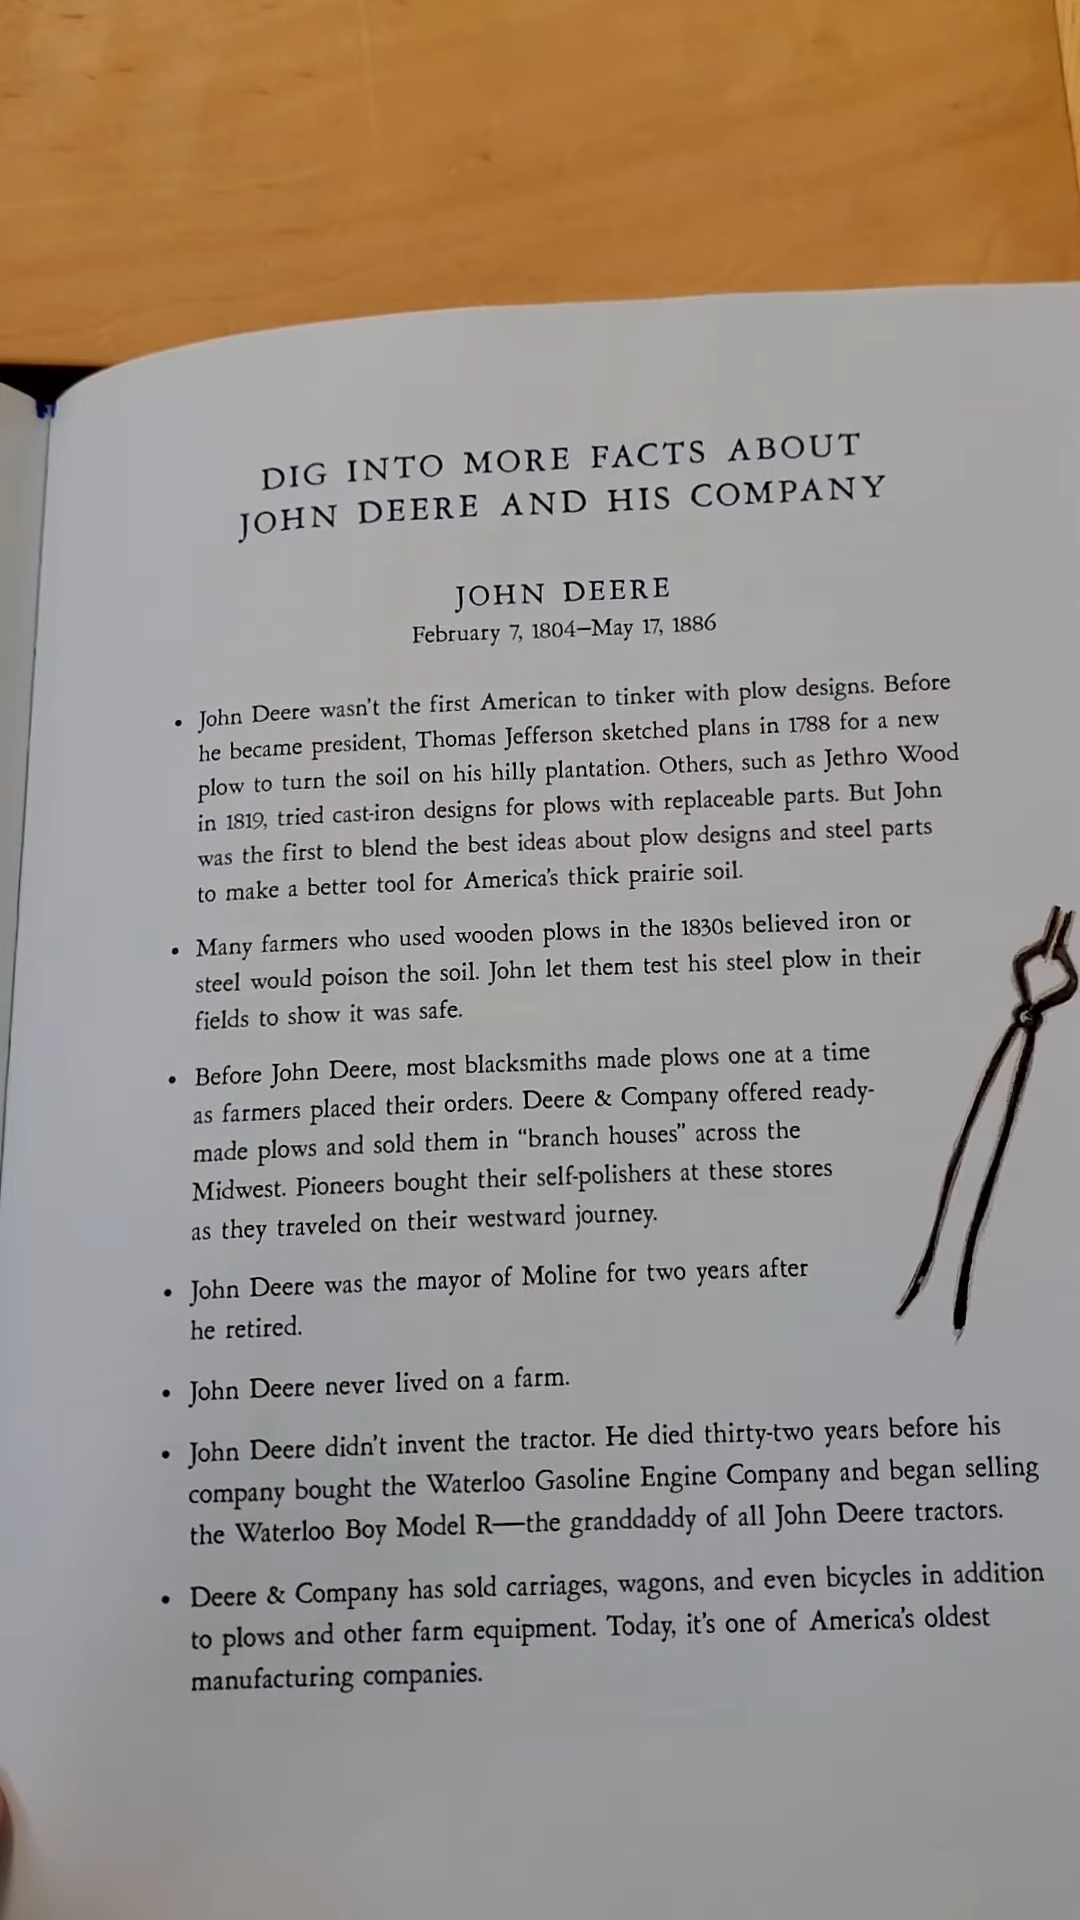 DIG INTO MORE FACTS ABOUT
JOHN DEERE AND HIS COMPANY
JOHN DEERE
February 7, 1804–May 17, 1886
• John Deere wasn't the first American to tinker with plow designs. Before
he became president, Thomas Jefferson sketched plans in 1788 for a new
plow to turn the soil on his hilly plantation. Others, such as Jethro Wood
in 1819, tried cast-iron designs for plows with replaceable parts. But John
was the first to blend the best ideas about plow designs and steel parts
to make a better tool for America's thick prairie soil.
• Many farmers who used wooden plows in the 1830s believed iron or
steel would poison the soil. John let them test his steel plow in their
fields to show it was safe.
• Before John Deere, most blacksmiths made plows one at a time
as farmers placed their orders. Deere & Company offered ready-
made plows and sold them in “branch houses” across the
Midwest. Pioneers bought their self-polishers at these stores
as they traveled on their westward journey.
• John Deere was the mayor of Moline for two years after
he retired.
• John Deere never lived on a farm.
• John Deere didn't invent the tractor. He died thirty-two years before his
company bought the Waterloo Gasoline Engine Company and began selling
the Waterloo Boy Model R—the granddaddy of all John Deere tractors.
• Deere & Company has sold carriages, wagons, and even bicycles in addition
to plows and other farm equipment. Today, it's one of America's oldest
manufacturing companies.